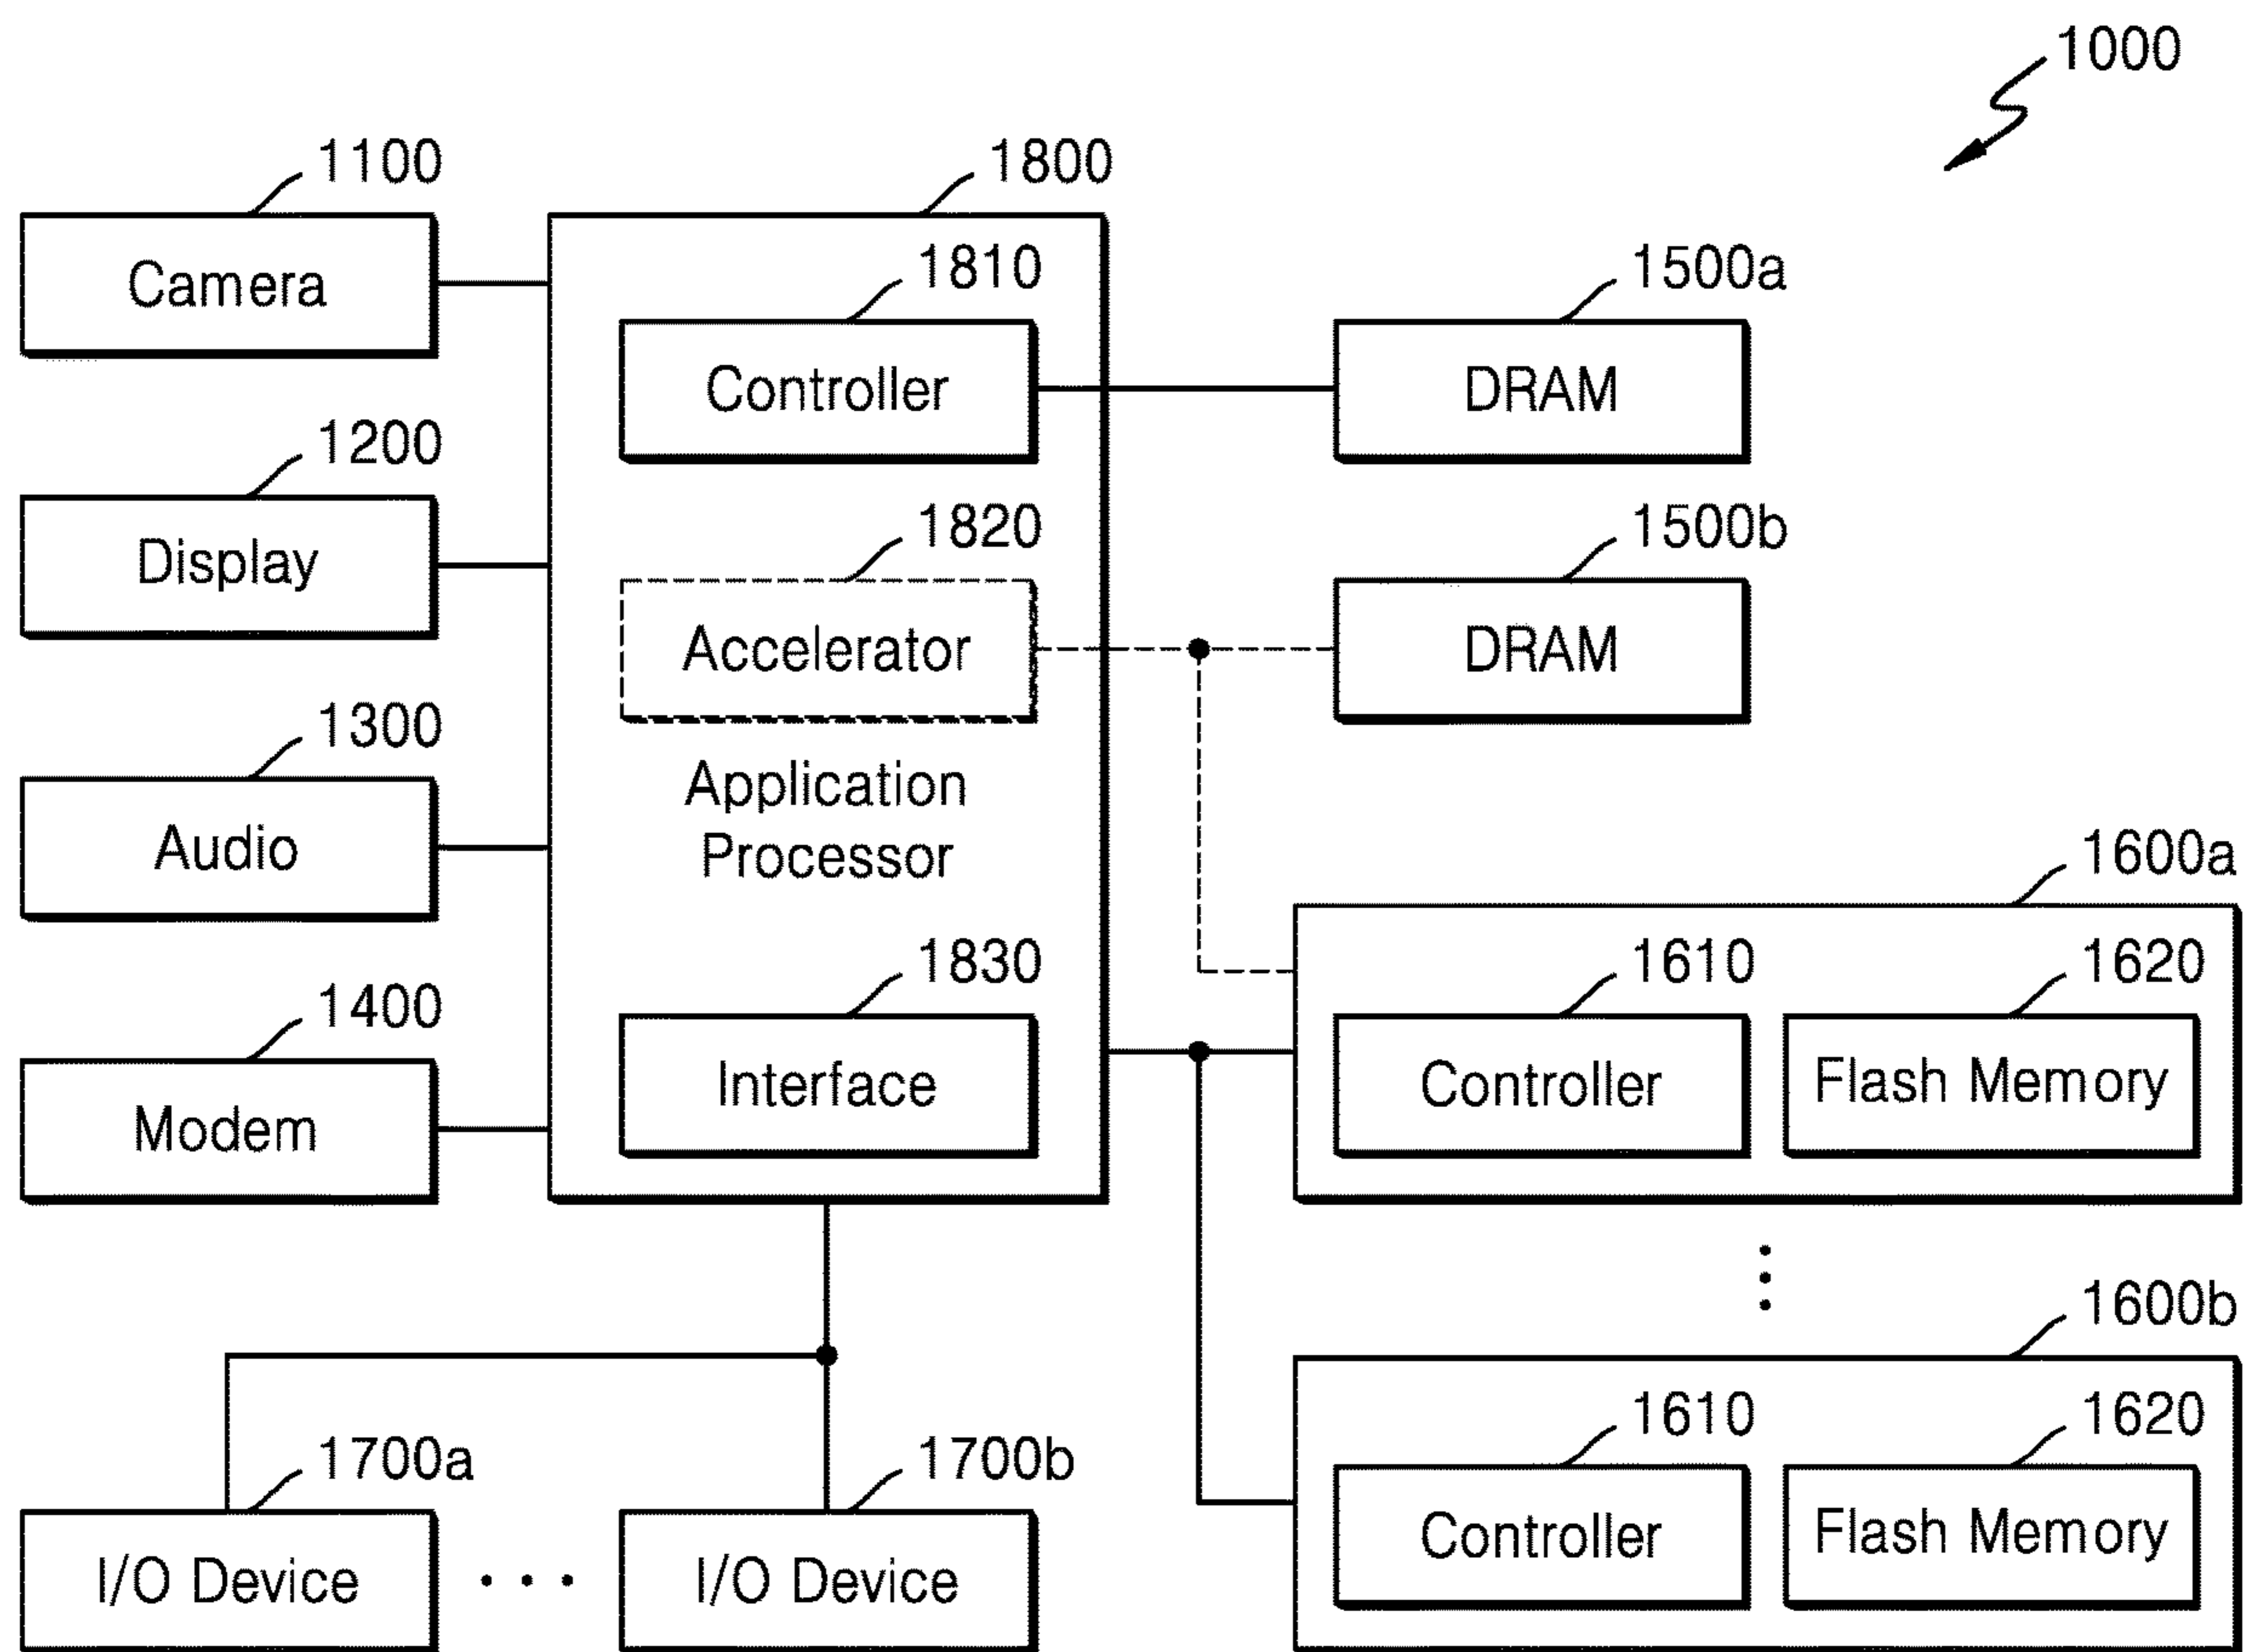 1000
1100
Camera
1200
Display
1300
Audio
1400
Modem
1800
1810
Controller
1820
Accelerator
Application
Processor
1830
Interface
1500a
DRAM
1500b
DRAM
1600a
1610
Controller
1620
Flash Memory
1600b
1610
Controller
1620
Flash Memory
1700a
I/O Device
1700b
I/O Device